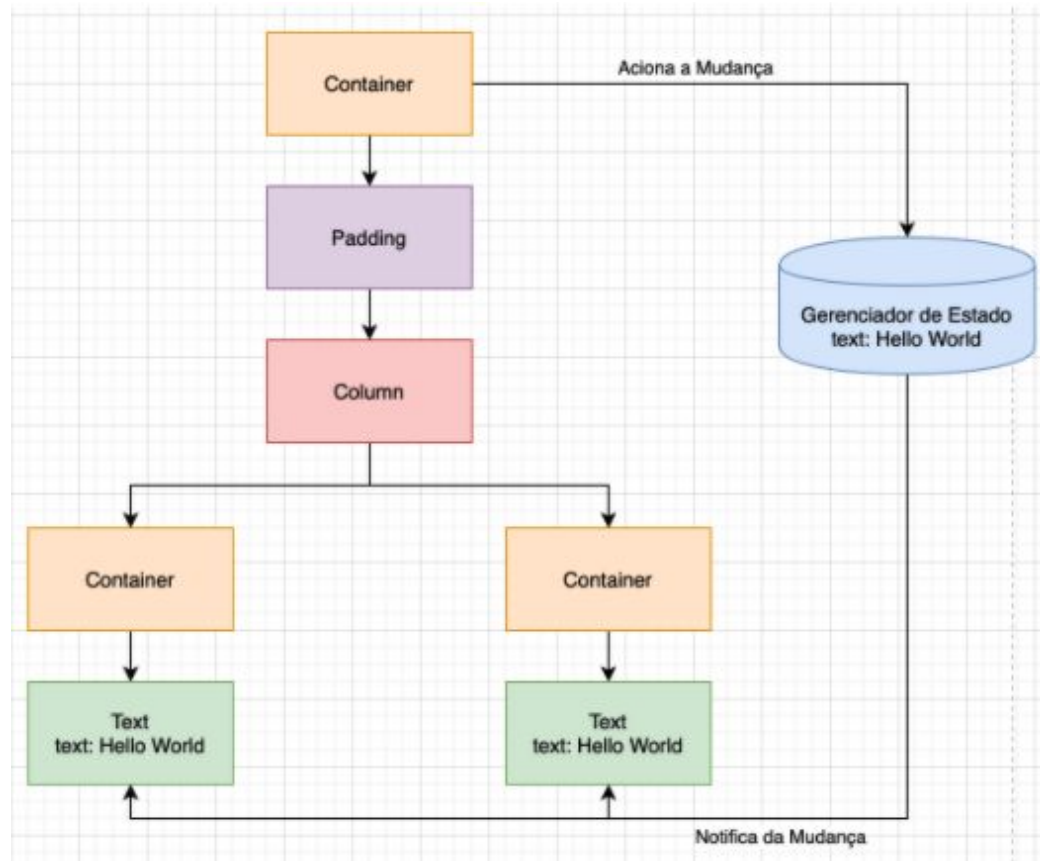 Container
Aciona a Mudança
Padding
Gerenciador de Estado
text: Hello World
Column
Container
Container
Text
text: Hello World
Text
text: Hello World
Notifica da Mudança